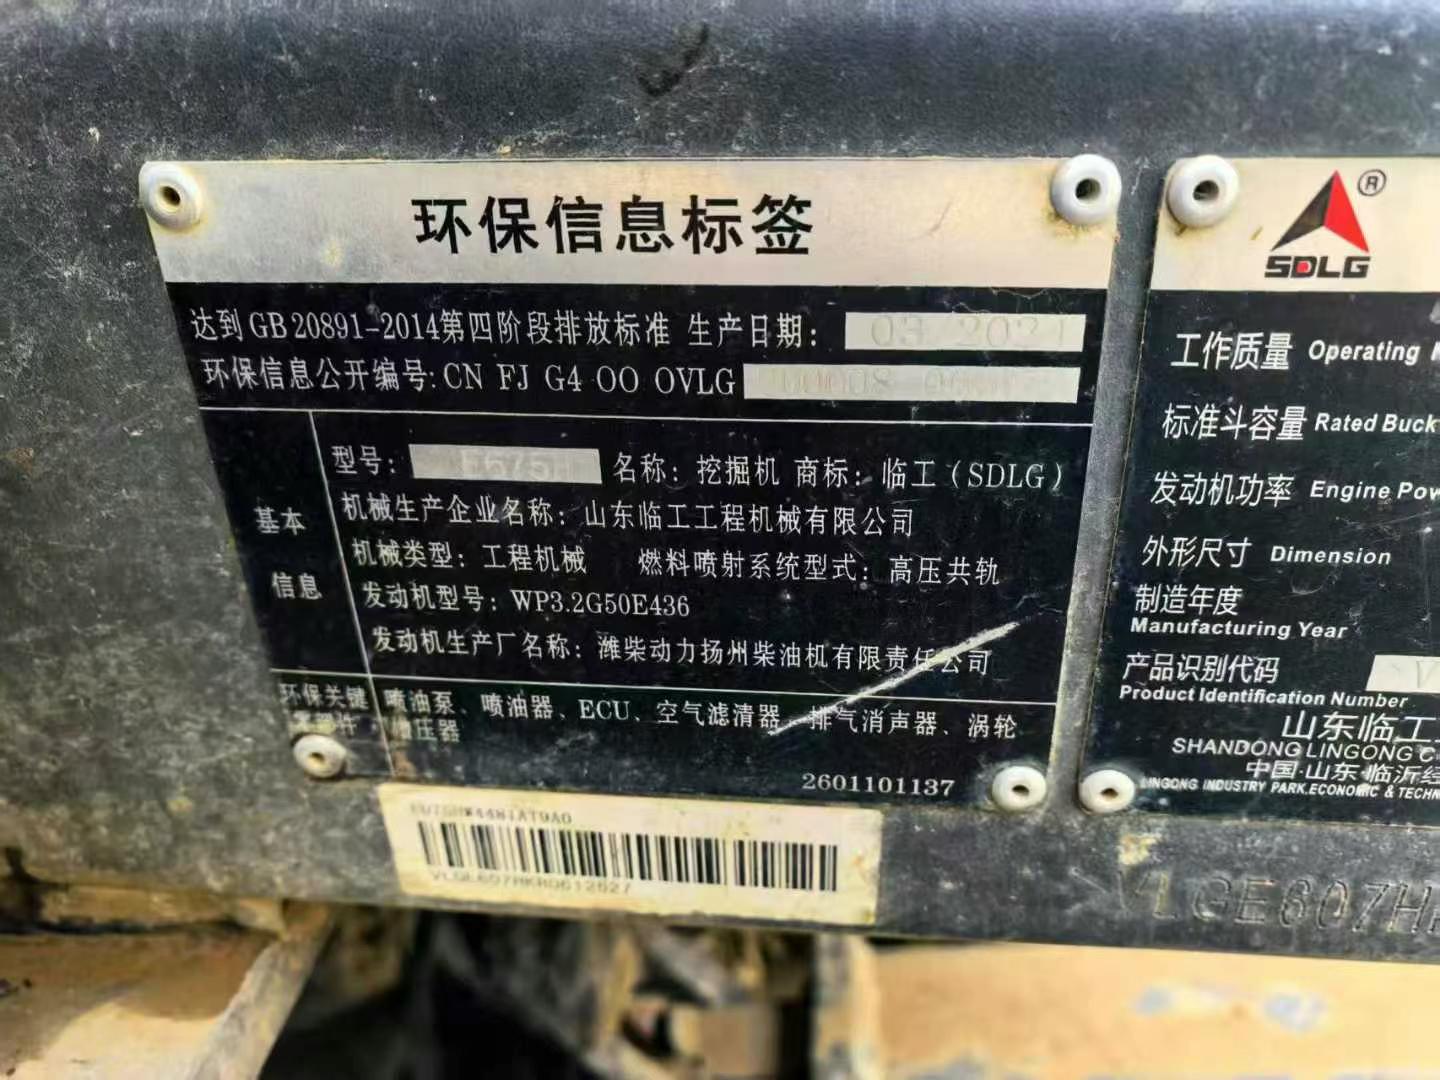 环保信息标签
达到GB 20891-2014第四阶段排放标准 生产日期:
环保信息公开编号: CN FJ G4 OO OVLG
基本信息
型号: 名称: 挖掘机 商标: 临工(SDLG)
机械生产企业名称: 山东临工工程机械有限公司
机械类型: 工程机械 燃料喷射系统型式: 高压共轨
发动机型号: WP3.2G50E436
发动机生产厂名称: 潍柴动力扬州柴油机有限责任公司
环保关键零部件
喷油泵、喷油器、ECU、空气滤清器、排气消声器、涡轮
增压器
2601101137
®
SDLG
工作质量 Operating
标准斗容量 Rated Buck
发动机功率 Engine Pow
外形尺寸 Dimension
制造年度
Manufacturing Year
产品识别代码
Product Identification Number
山东临工
SHANDONG LINGONG C
中国·山东·临沂经
LINGONG INDUSTRY PARK, ECONOMIC & TECHN
VLGE607H